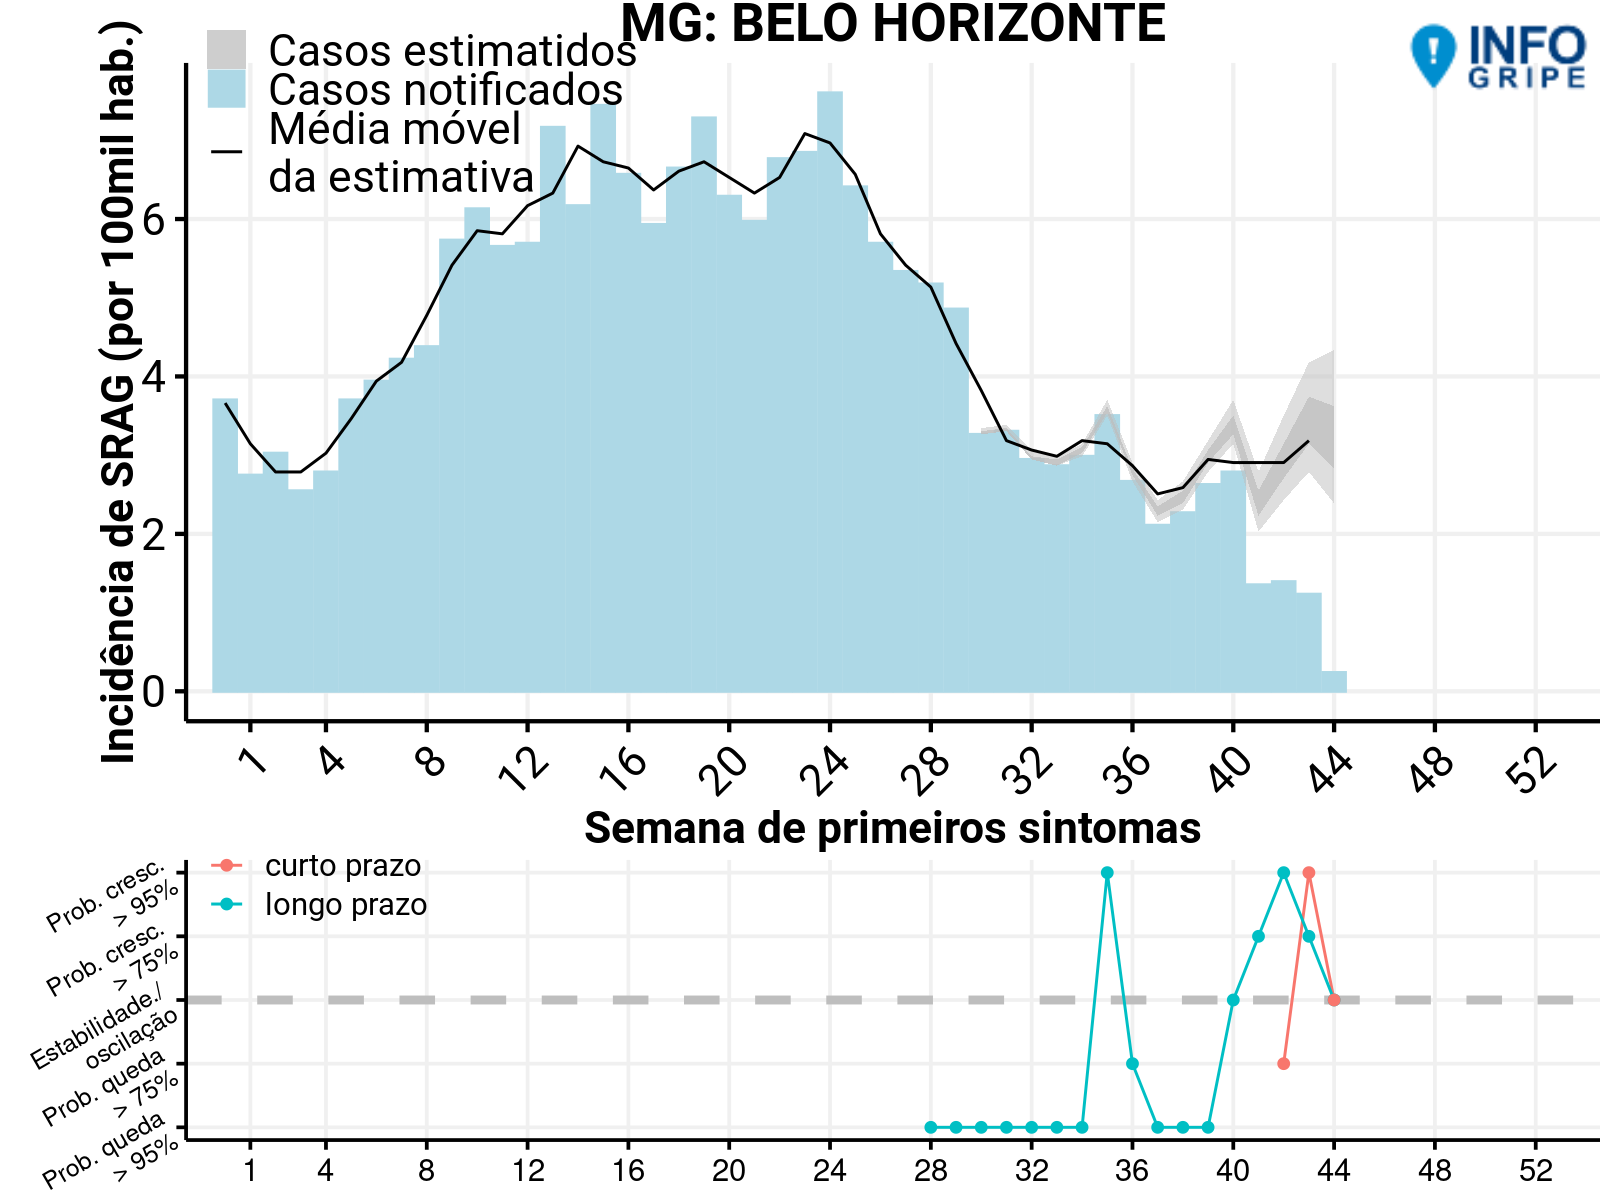 MG: BELO HORIZONTE
INFO
GRIPE
Casos estimatidos
Casos notificados
Média móvel
da estimativa
Incidência de SRAG (por 100mil hab.)
6
4
2
0
1 4 8 12 16 20 24 28 32 36 40 44 48 52
Semana de primeiros sintomas
curto prazo
longo prazo
Prob. cresc.
> 95%
Prob. cresc.
> 75%
Estabilidade./
oscilação
Prob. queda
> 75%
Prob. queda
> 95%
1 4 8 12 16 20 24 28 32 36 40 44 48 52